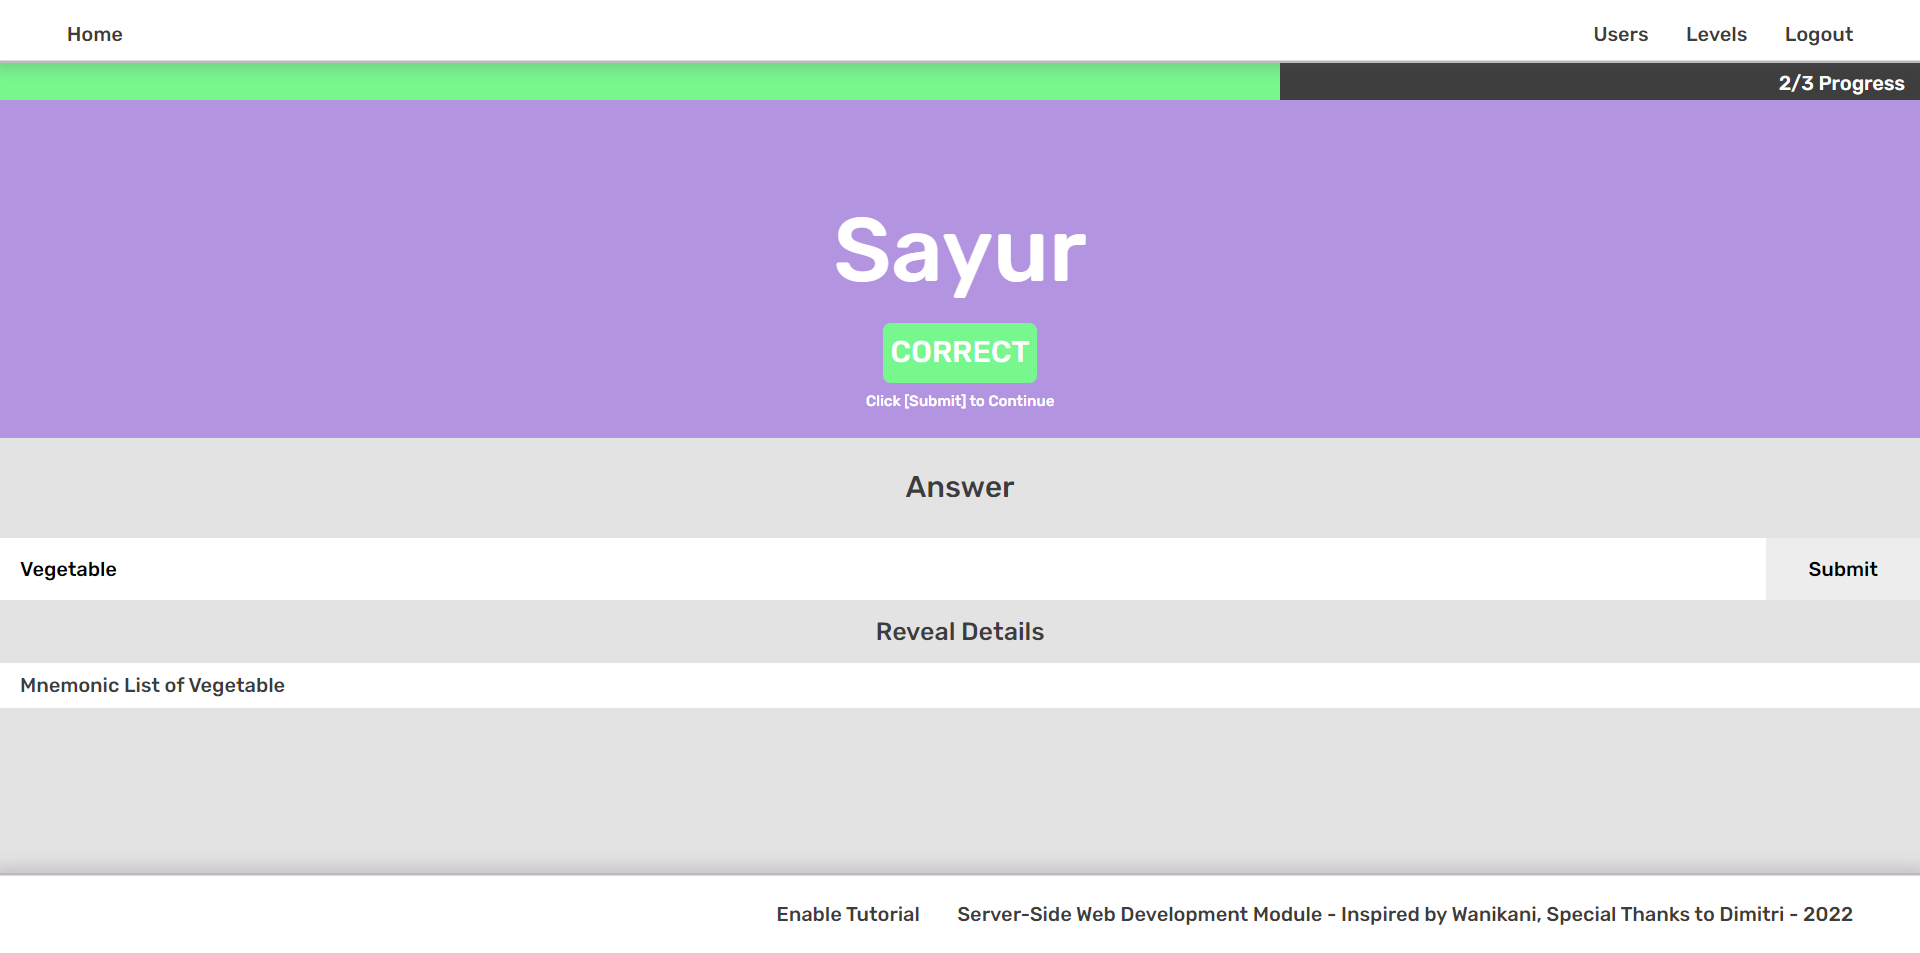 Home
Users
Levels
Logout
2/3 Progress
Sayur
CORRECT
Click [Submit] to Continue
Answer
Vegetable
Submit
Reveal Details
Mnemonic List of Vegetable
Enable Tutorial
Server-Side Web Development Module - Inspired by Wanikani, Special Thanks to Dimitri - 2022